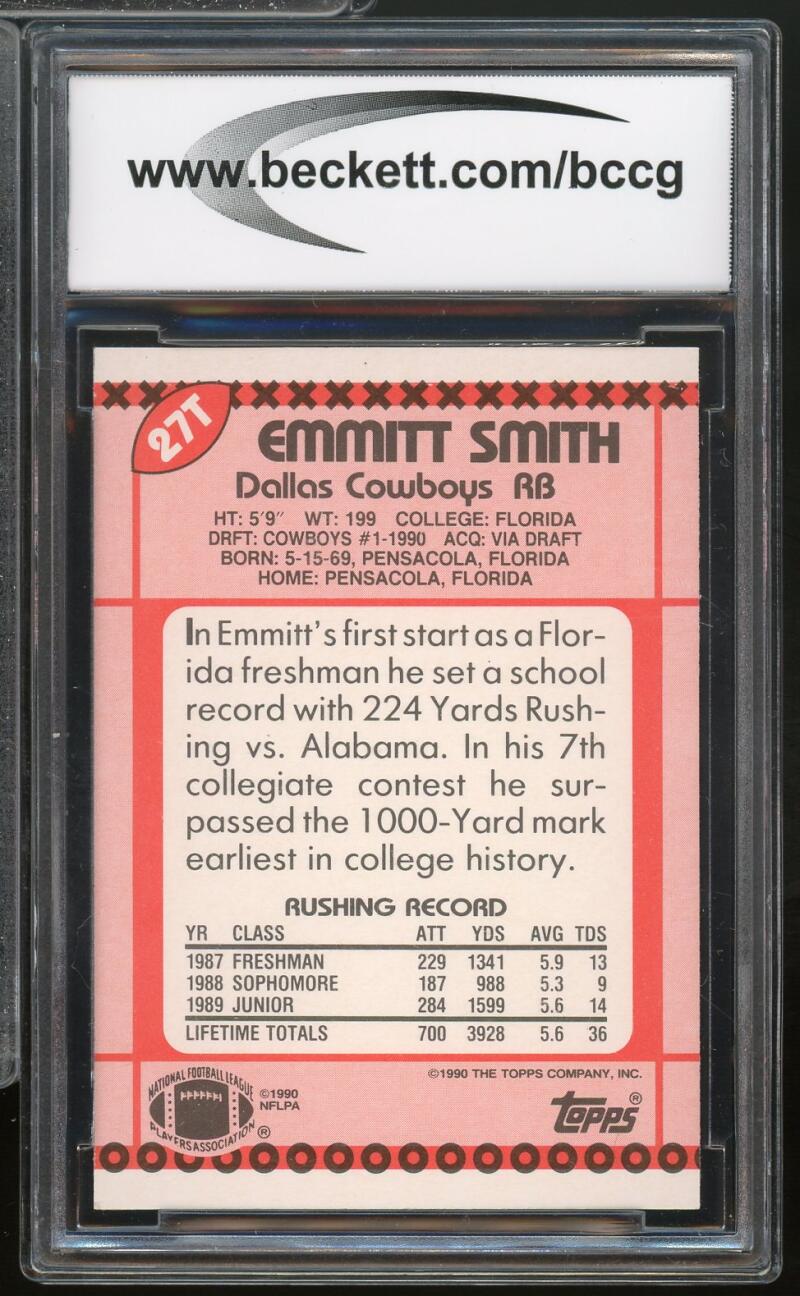 www.beckett.com/bccg
27T
EMMITT SMITH
Dallas Cowboys RB
HT: 5'9" WT: 199 COLLEGE: FLORIDA
DRFT: COWBOYS #1-1990 ACQ: VIA DRAFT
BORN: 5-15-69, PENSACOLA, FLORIDA
HOME: PENSACOLA, FLORIDA
In Emmitt's first start as a Flor-
ida freshman he set a school
record with 224 Yards Rush-
ing vs. Alabama. In his 7th
collegiate contest he sur-
passed the 1000-Yard mark
earliest in college history.
RUSHING RECORD
YR CLASS ATT YDS AVG TDS
1987 FRESHMAN 229 1341 5.9 13
1988 SOPHOMORE 187 988 5.3 9
1989 JUNIOR 284 1599 5.6 14
LIFETIME TOTALS 700 3928 5.6 36
©1990 THE TOPPS COMPANY, INC.
NATIONAL FOOTBALL LEAGUE
PLAYERS ASSOCIATION ®
©1990
NFLPA
Topps®